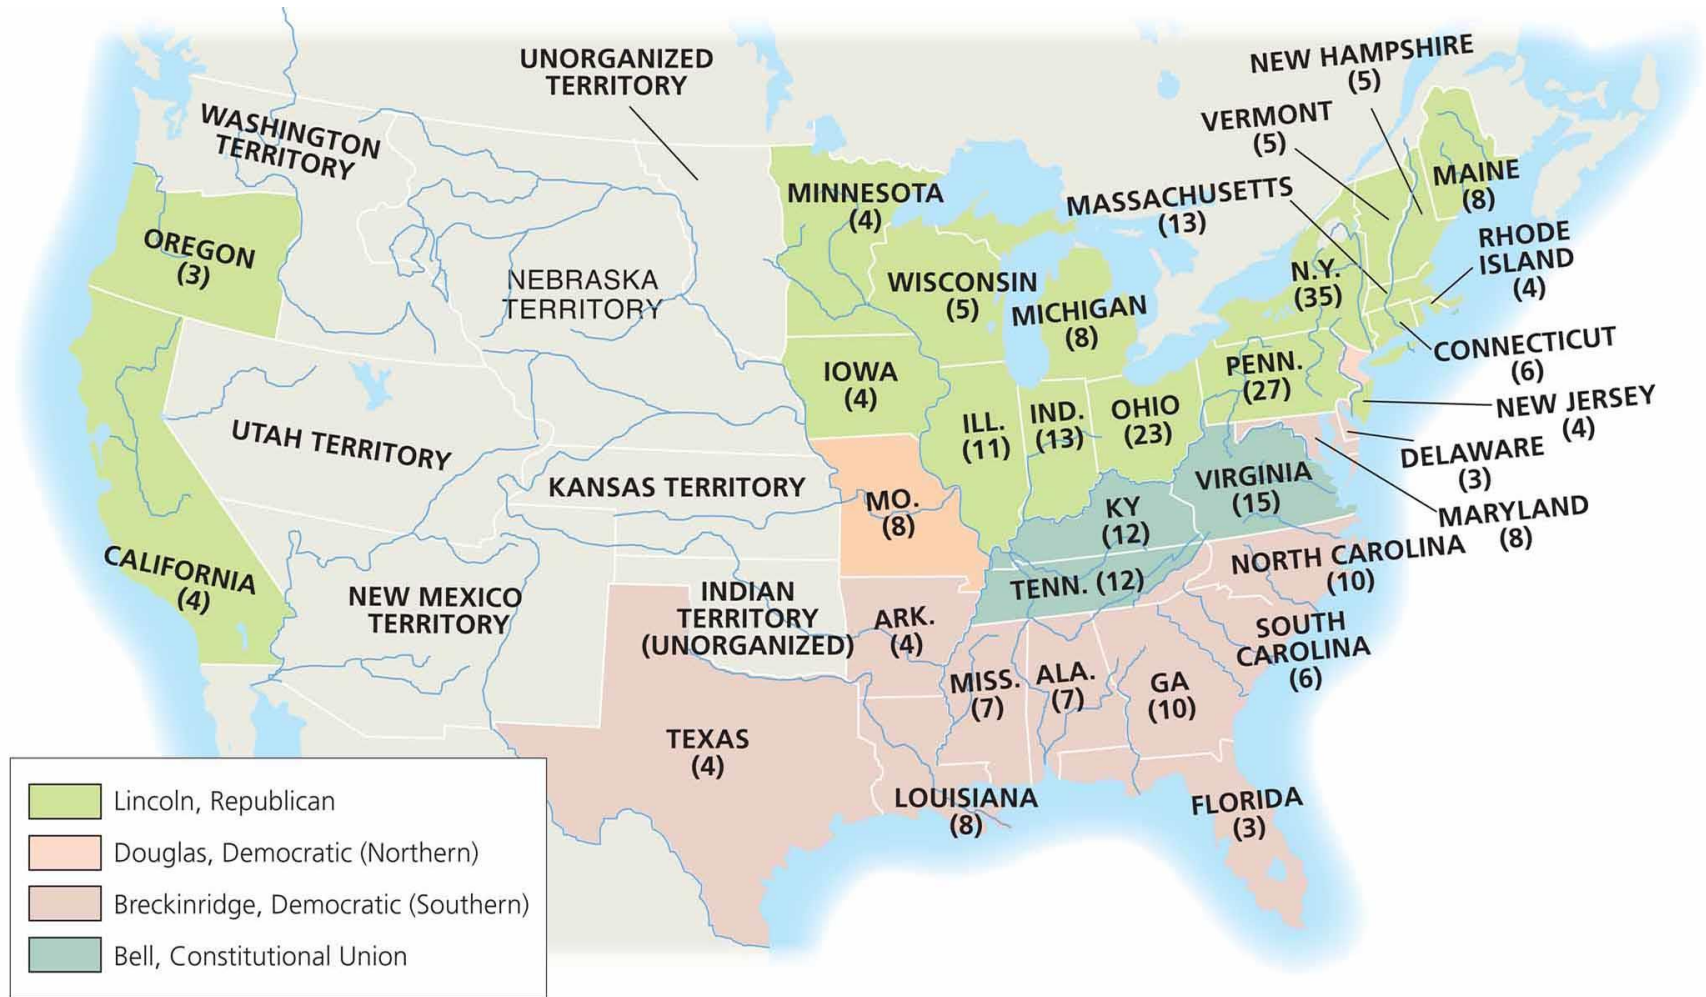 UNORGANIZED
TERRITORY
NEW HAMPSHIRE
(5)
VERMONT
(5)
WASHINGTON
TERRITORY
MASSACHUSETTS
(13)
MAINE
(8)
MINNESOTA
(4)
OREGON
(3)
RHODE
ISLAND
(4)
NEBRASKA
TERRITORY
WISCONSIN
(5)
MICHIGAN
(8)
N.Y.
(35)
CONNECTICUT
(6)
IOWA
(4)
PENN.
(27)
NEW JERSEY
(4)
UTAH TERRITORY
ILL.
(11)
IND.
(13)
OHIO
(23)
DELAWARE
(3)
KANSAS TERRITORY
MO.
(8)
KY
(12)
VIRGINIA
(15)
MARYLAND
(8)
CALIFORNIA
(4)
NEW MEXICO
TERRITORY
INDIAN
TERRITORY
(UNORGANIZED)
ARK.
(4)
TENN. (12)
NORTH CAROLINA
(10)
SOUTH
CAROLINA
(6)
MISS.
(7)
ALA.
(7)
GA
(10)
TEXAS
(4)
LOUISIANA
(8)
FLORIDA
(3)
Lincoln, Republican
Douglas, Democratic (Northern)
Breckinridge, Democratic (Southern)
Bell, Constitutional Union